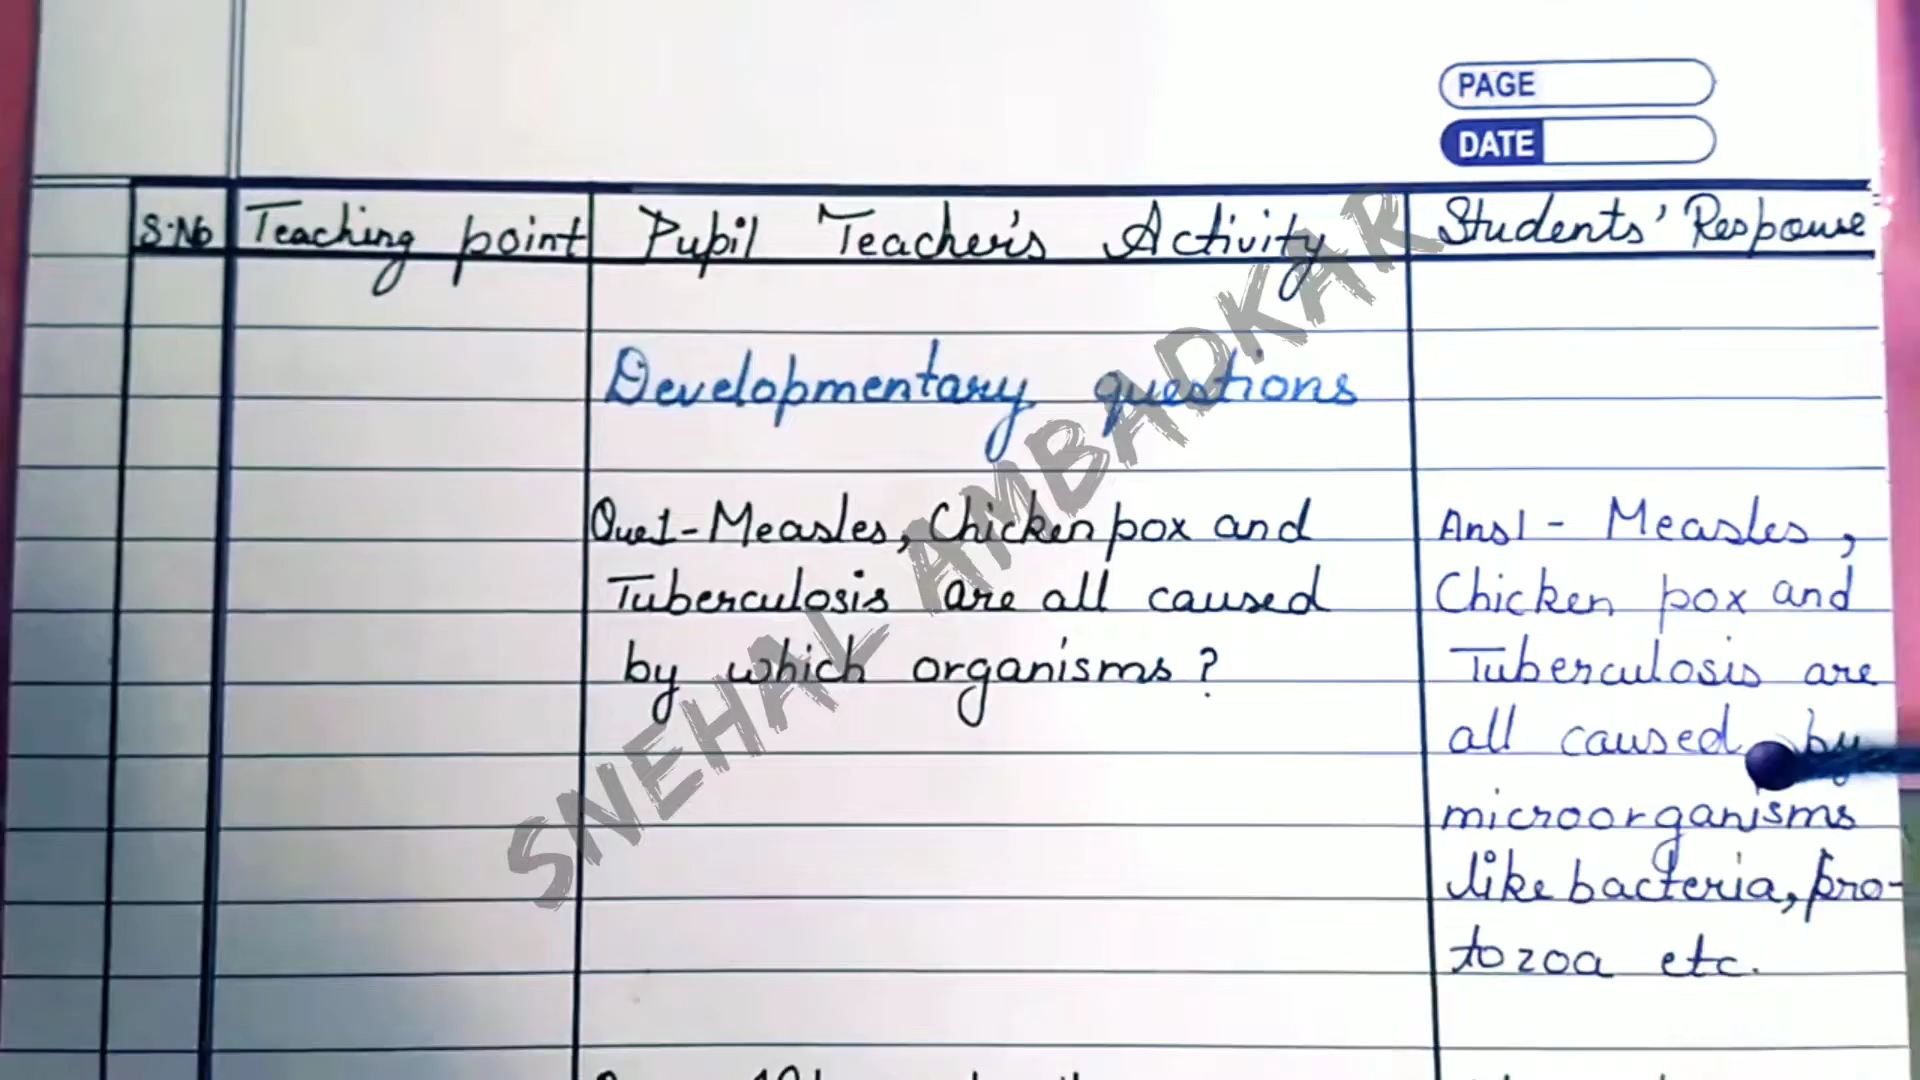 PAGE
DATE
S.No Teaching point Pupil Teacher's Activity Students' Response
Developmentary questions
Que1-Measles, Chicken pox and
Tuberculosis are all caused
by which organisms?
Ans1 - Measles,
Chicken pox and
Tuberculosis are
all caused by
microorganisms
like bacteria, pro-
tozoa etc.
SNEHAL AMBADKAR